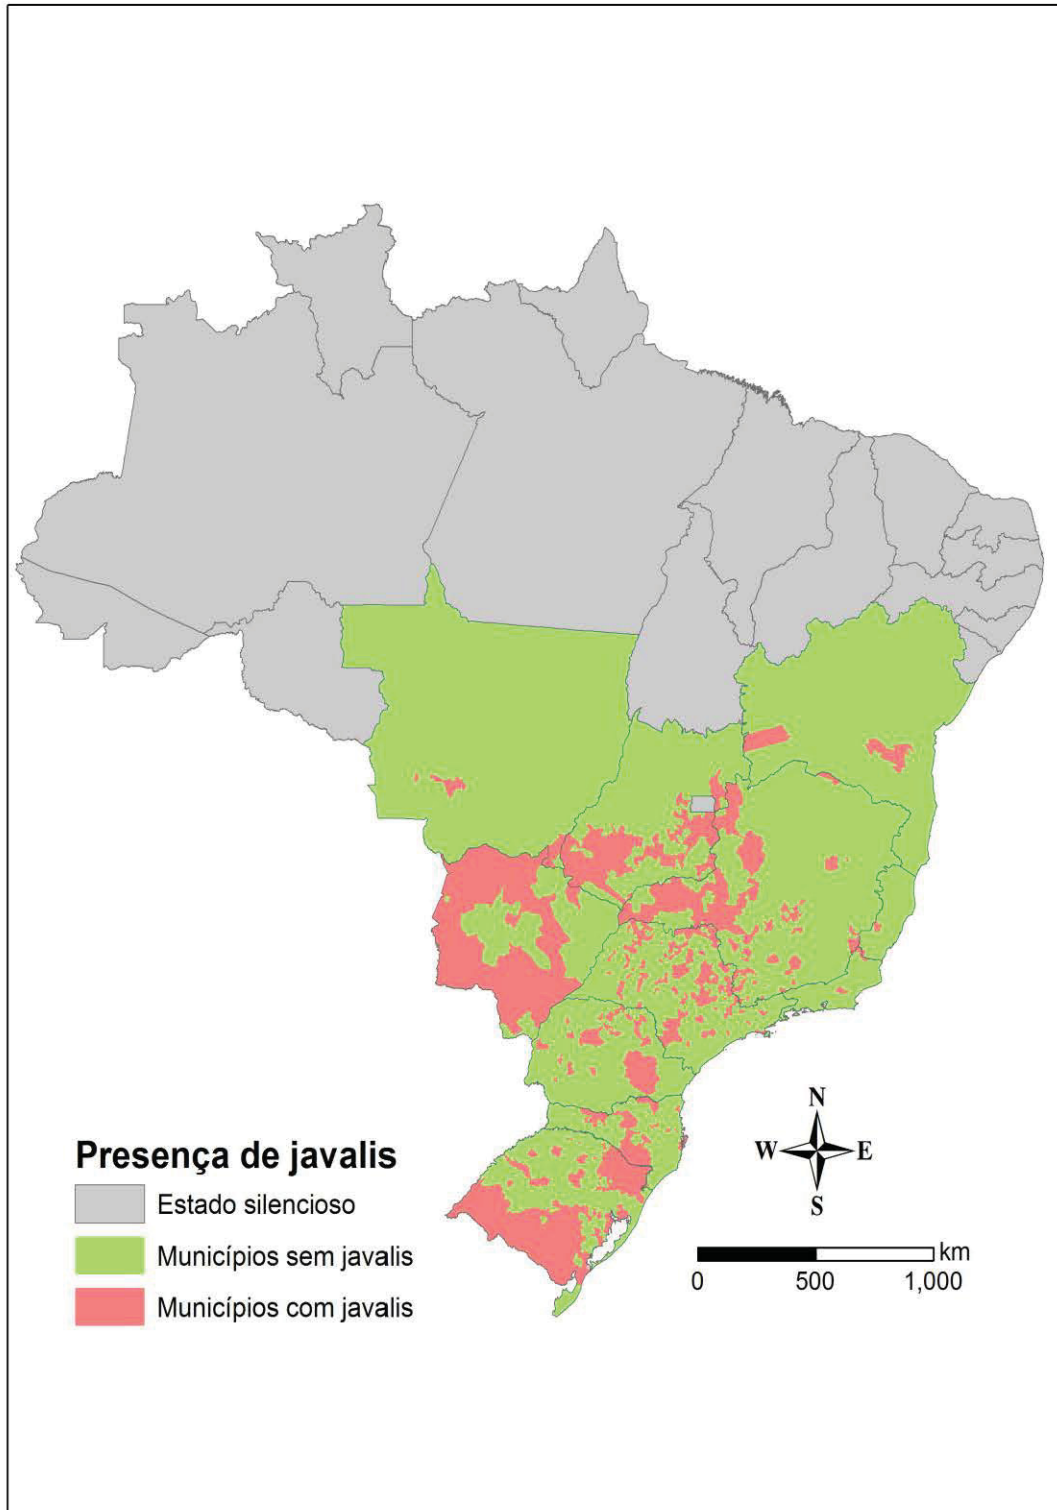 N
W E
S
Presença de javalis
Estado silencioso
Municípios sem javalis
Municípios com javalis
km
0 500 1,000